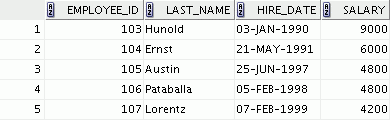 EMPLOYEE_ID LAST_NAME HIRE_DATE SALARY
1 103 Hunold 03-JAN-1990 9000
2 104 Ernst 21-MAY-1991 6000
3 105 Austin 25-JUN-1997 4800
4 106 Pataballa 05-FEB-1998 4800
5 107 Lorentz 07-FEB-1999 4200